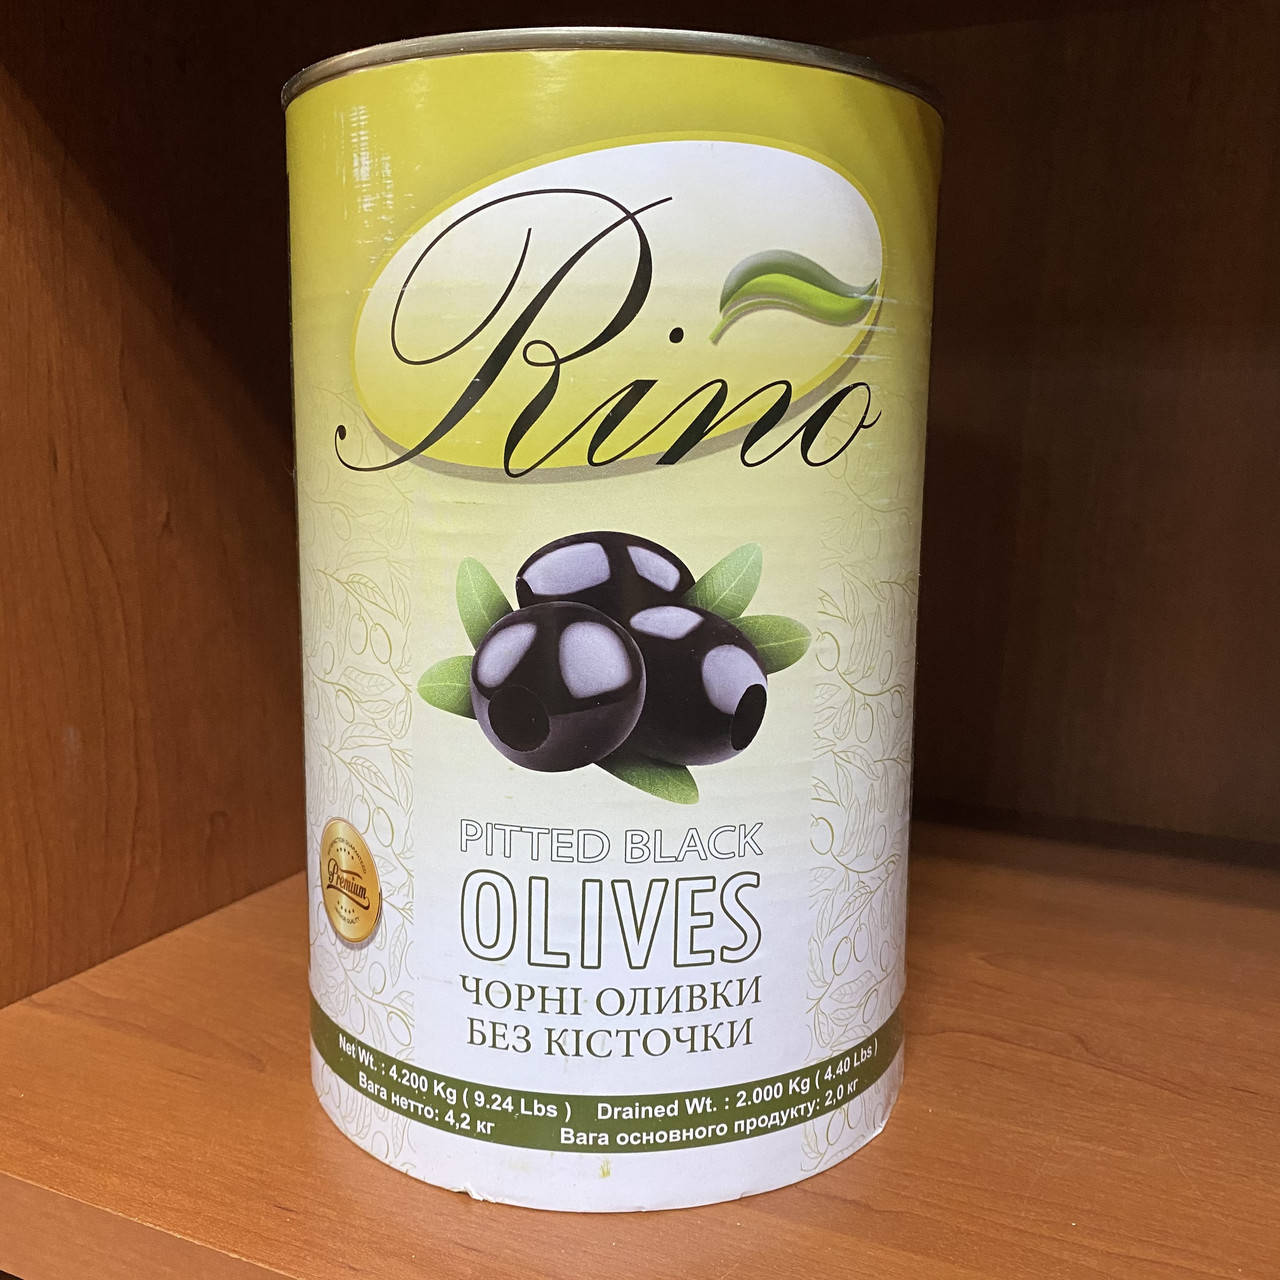 Rino
PITTED BLACK
OLIVES
ЧОРНІ ОЛИВКИ
БЕЗ КІСТОЧКИ
Premium
Net Wt. : 4.200 Kg ( 9.24 Lbs ) Drained Wt. : 2.000 Kg ( 4.40 Lbs )
Вага нетто: 4,2 кг Вага основного продукту: 2,0 кг